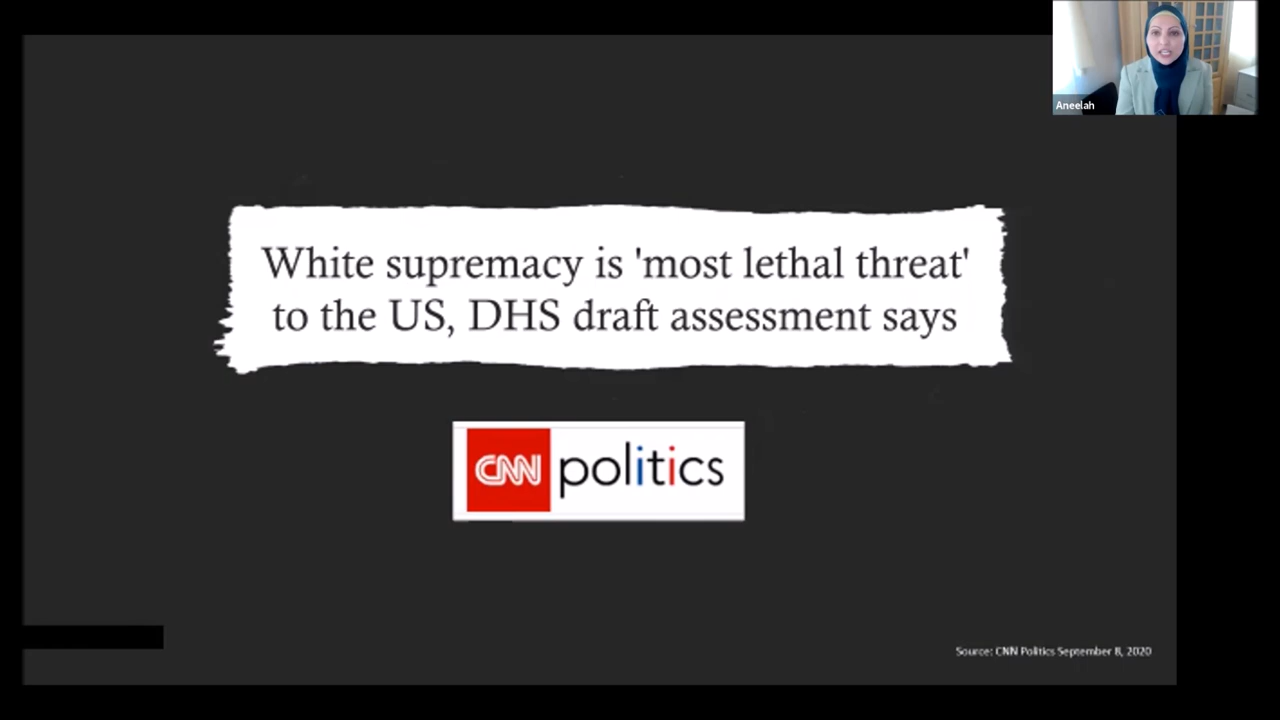 Aneelah
White supremacy is 'most lethal threat'
to the US, DHS draft assessment says
CNN politics
Source: CNN Politics September 8, 2020